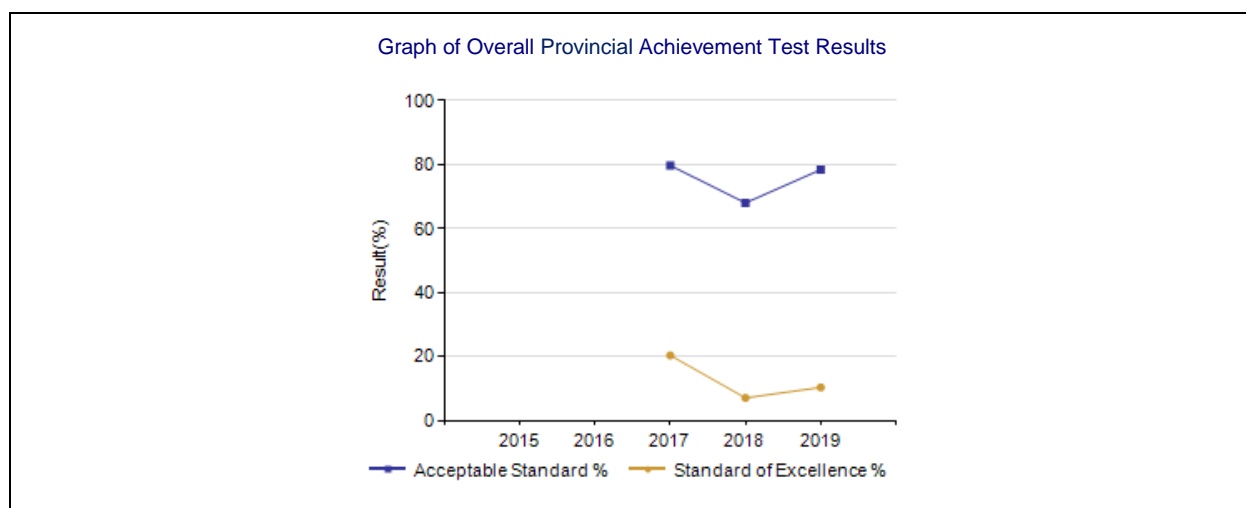 Graph of Overall Provincial Achievement Test Results
100
80
60
40
20
0
Result(%)
2015 2016 2017 2018 2019
Acceptable Standard % Standard of Excellence %